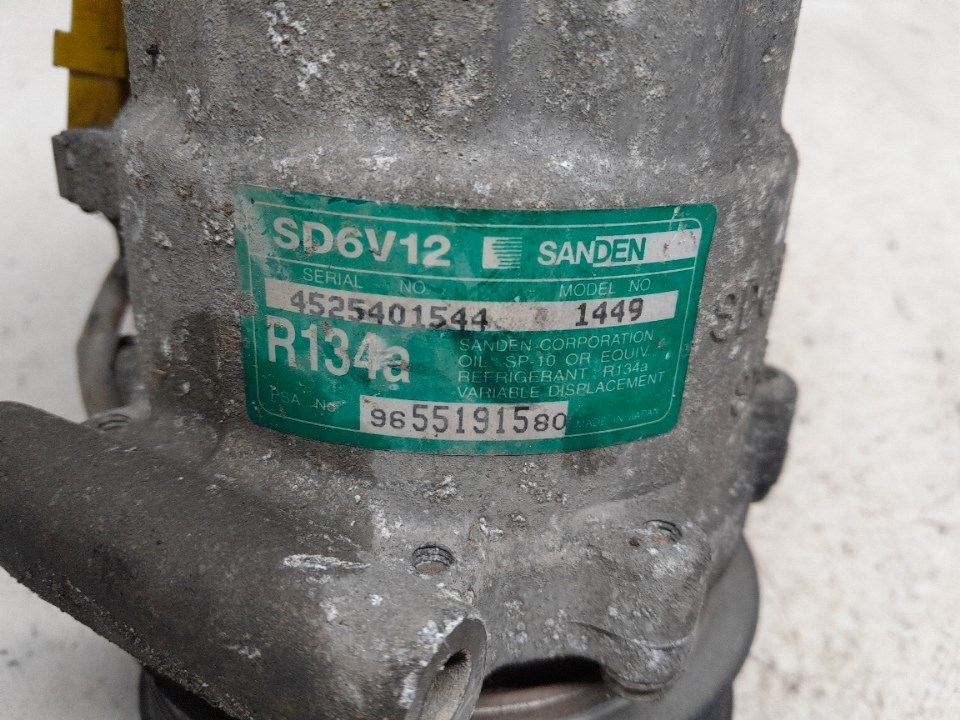 SD6V12 SANDEN
SERIAL NO. MODEL NO
4525401544 1449
R134a
SANDEN CORPORATION
OIL SP-10 OR EQUIV.
REFRIGERANT R134a
VARIABLE DISPLACEMENT
PSA No 9655191580 MADE IN JAPAN